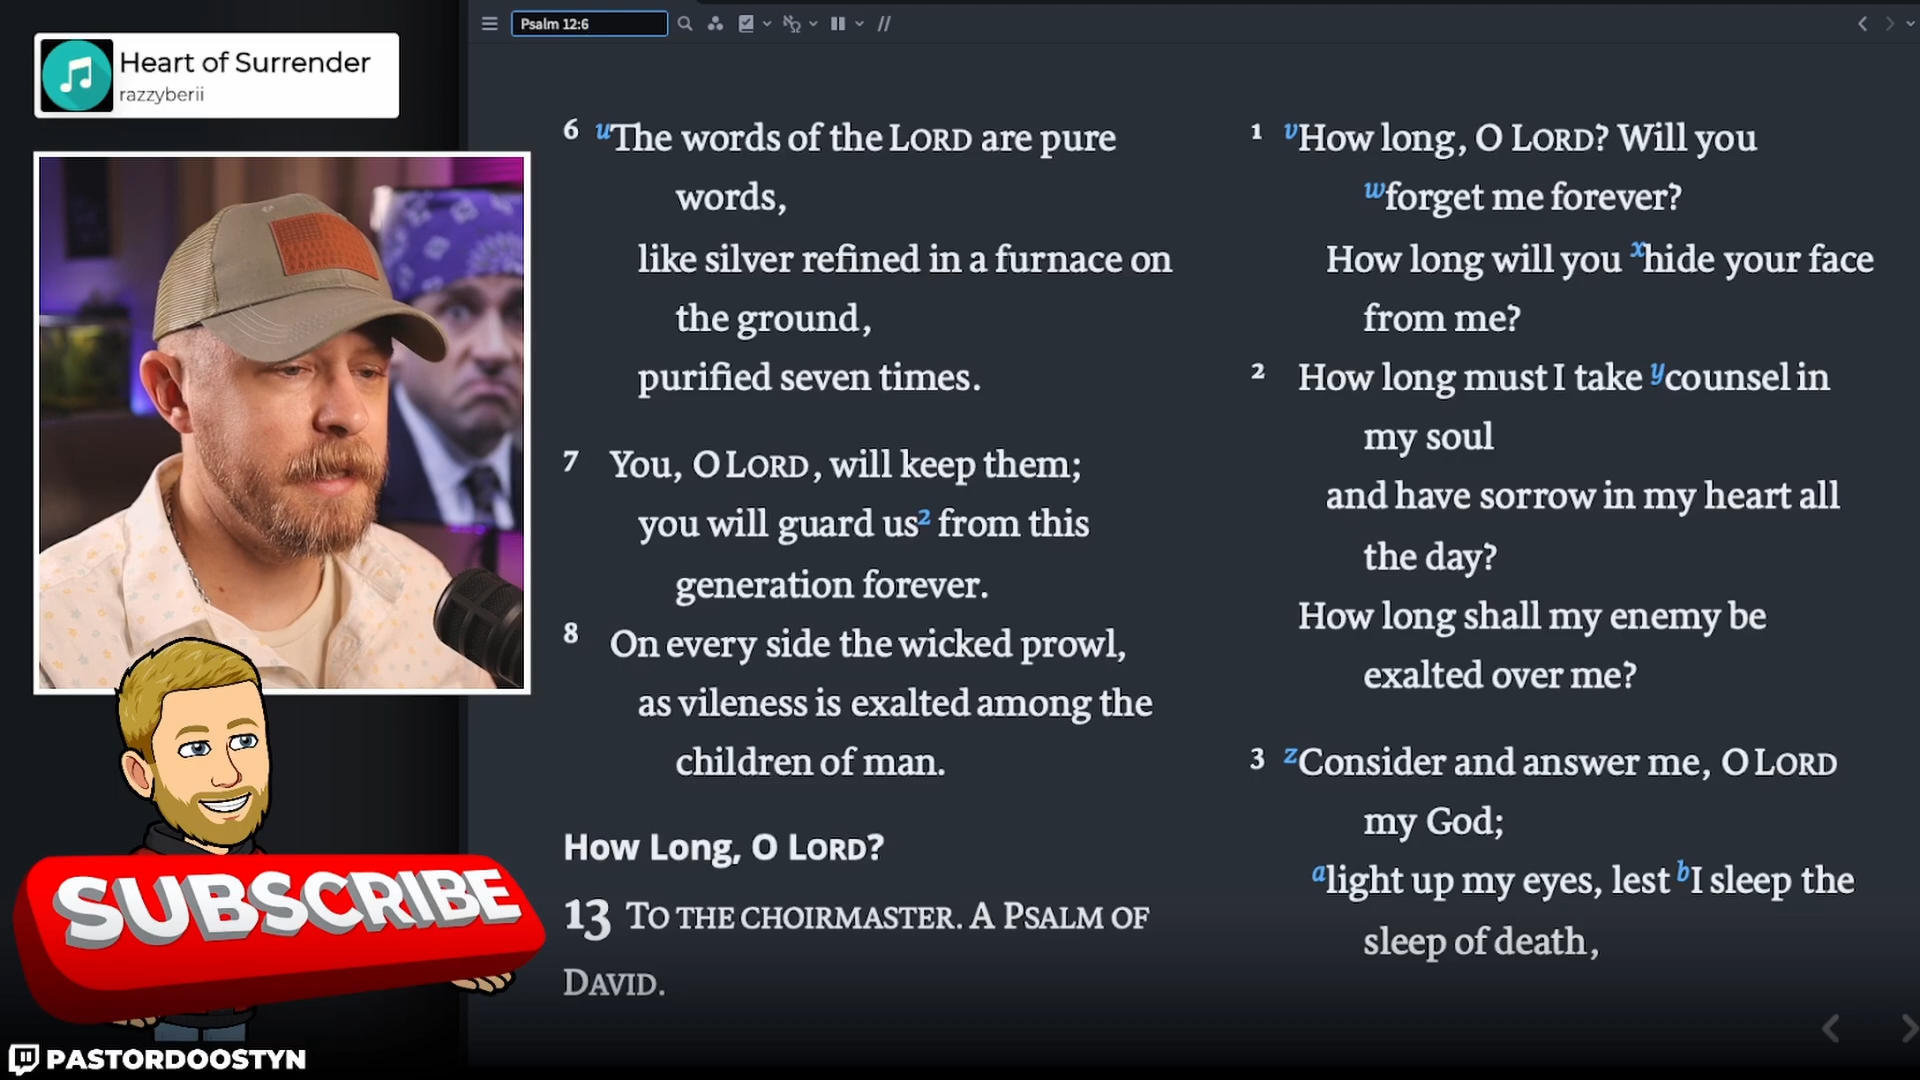 Psalm 12:6
Heart of Surrender
razzyberii
6 uThe words of the LORD are pure
words,
like silver refined in a furnace on
the ground,
purified seven times.
7 You, O LORD, will keep them;
you will guard us2 from this
generation forever.
8 On every side the wicked prowl,
as vileness is exalted among the
children of man.
How Long, O LORD?
13 TO THE CHOIRMASTER. A PSALM OF
DAVID.
1 vHow long, O LORD? Will you
wforget me forever?
How long will you xhide your face
from me?
2 How long must I take ycounsel in
my soul
and have sorrow in my heart all
the day?
How long shall my enemy be
exalted over me?
3 zConsider and answer me, O LORD
my God;
alight up my eyes, lest bI sleep the
sleep of death,
SUBSCRIBE
PASTORDOOSTYN